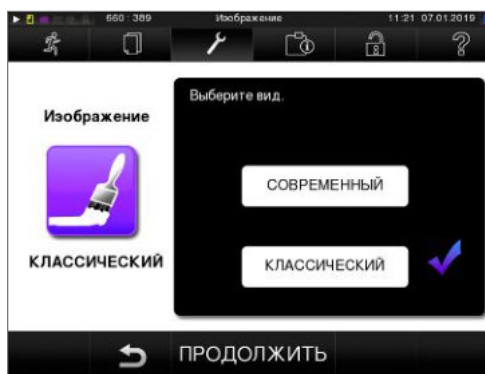 660 : 389 Изображение 11:21 07.01.2019
Выберите вид.
Изображение
СОВРЕМЕННЫЙ
КЛАССИЧЕСКИЙ
КЛАССИЧЕСКИЙ
ПРОДОЛЖИТЬ